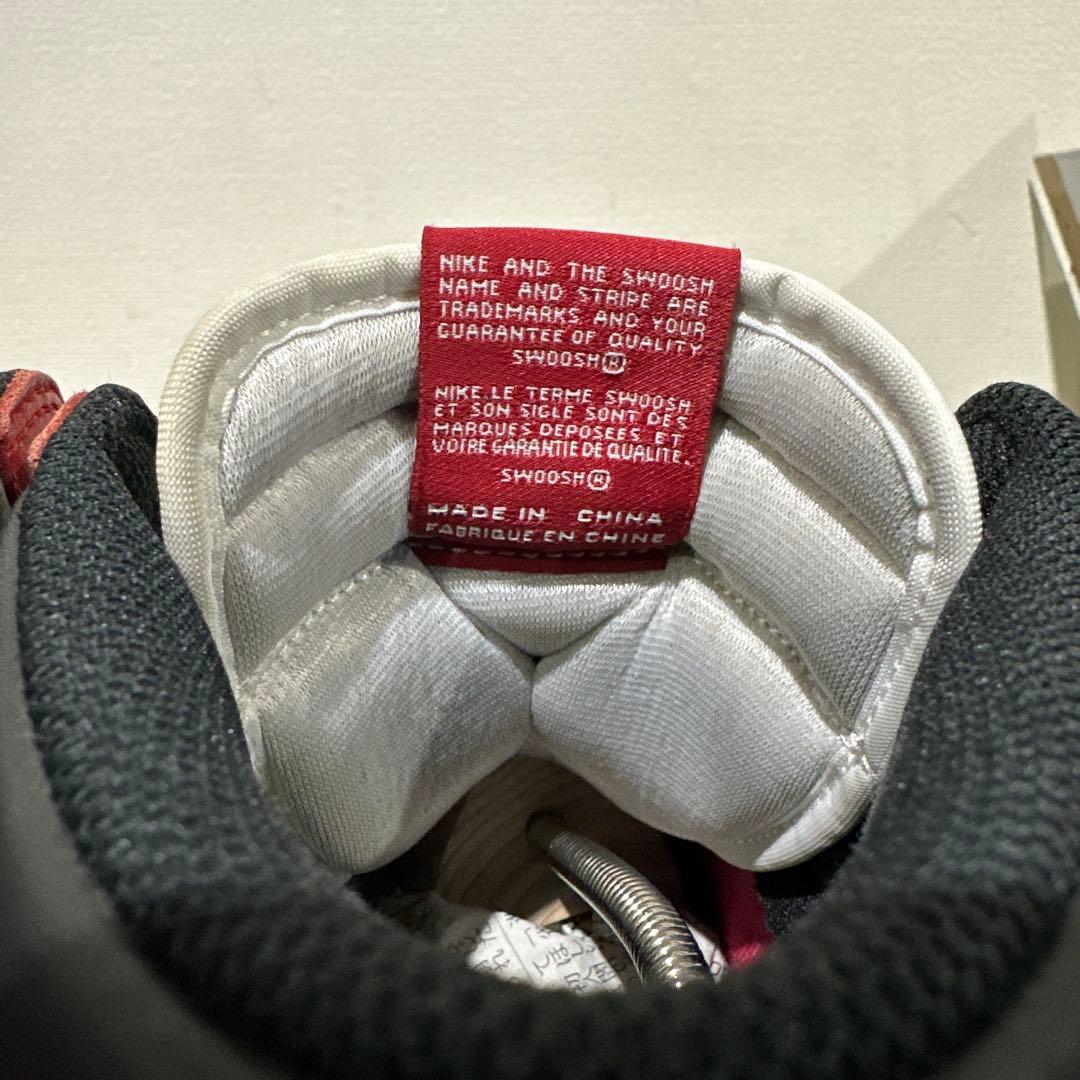 NIKE AND THE SWOOSH
NAME AND STRIPE ARE
TRADEMARKS AND YOUR
GUARANTEE OF QUALITY
SWOOSH®
NIKE.LE TERME SWOOSH
ET SON SIGLE SONT DES
MARQUES DEPOSEES ET
VOTRE GARANTIE DE QUALITE.
SWOOSH®
MADE IN CHINA
FABRIQUE EN CHINE